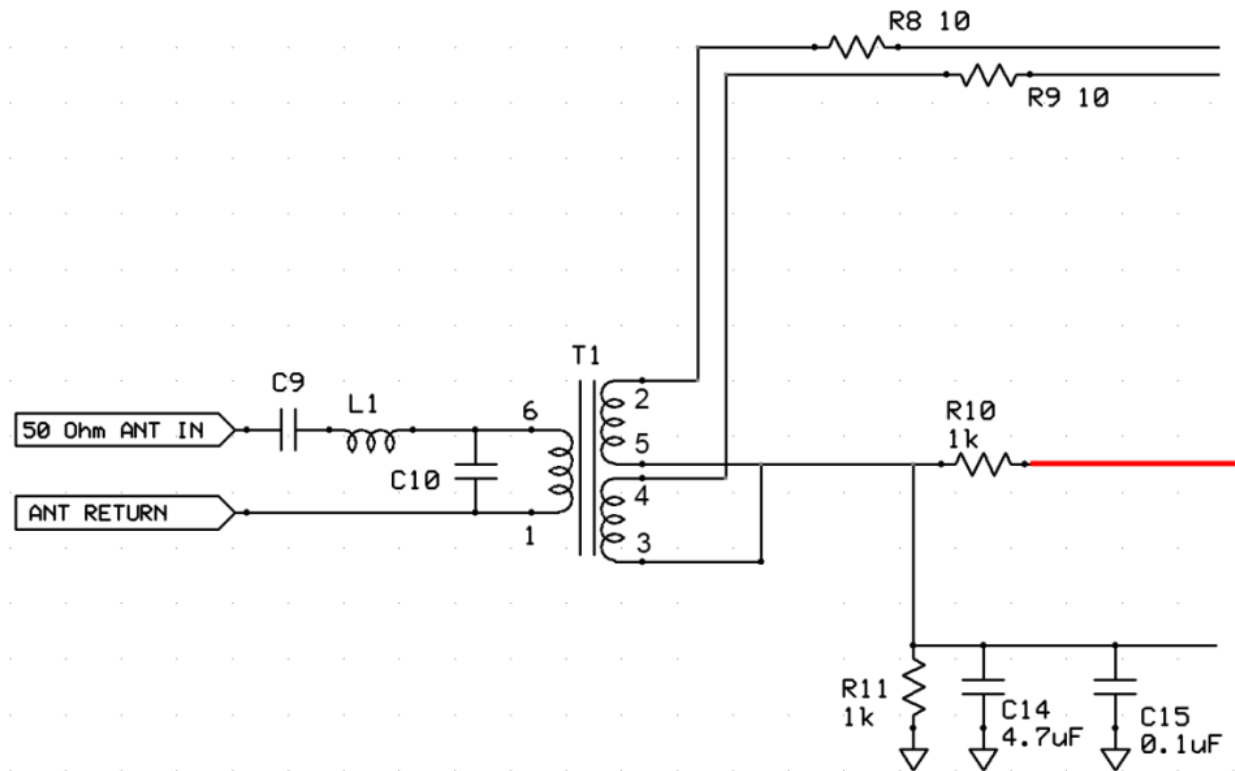 R8 10
R9 10
T1
C9
L1
6
2
R10
1k
50 Ohm ANT IN
5
C10
4
ANT RETURN
1
3
R11
1k
C14
4.7uF
C15
0.1uF